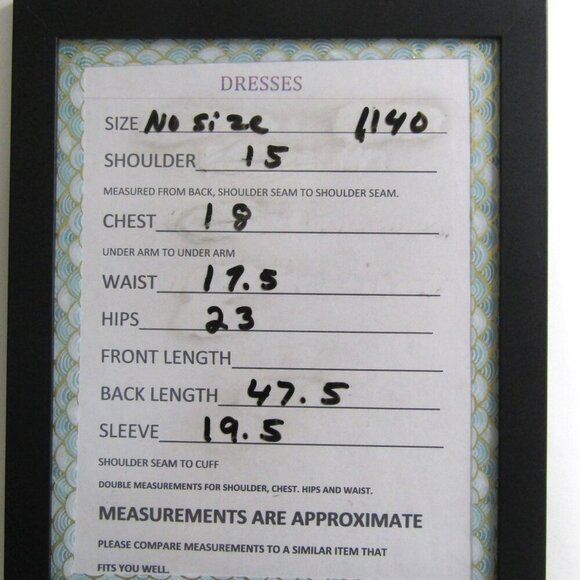 DRESSES
SIZE No size 1140
SHOULDER 15
MEASURED FROM BACK, SHOULDER SEAM TO SHOULDER SEAM.
CHEST 18
UNDER ARM TO UNDER ARM
WAIST 17.5
HIPS 23
FRONT LENGTH
BACK LENGTH 47.5
SLEEVE 19.5
SHOULDER SEAM TO CUFF
DOUBLE MEASUREMENTS FOR SHOULDER, CHEST. HIPS AND WAIST.
MEASUREMENTS ARE APPROXIMATE
PLEASE COMPARE MEASUREMENTS TO A SIMILAR ITEM THAT
FITS YOU WELL.